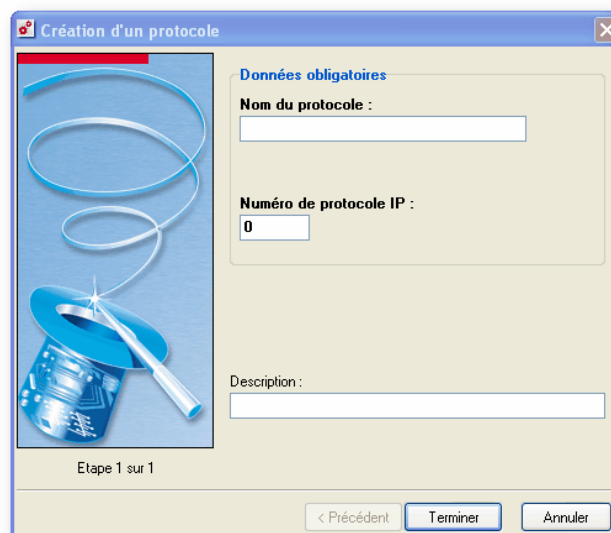 Création d'un protocole
Données obligatoires
Nom du protocole :
Numéro de protocole IP :
0
Description :
Etape 1 sur 1
< Précédent
Terminer
Annuler